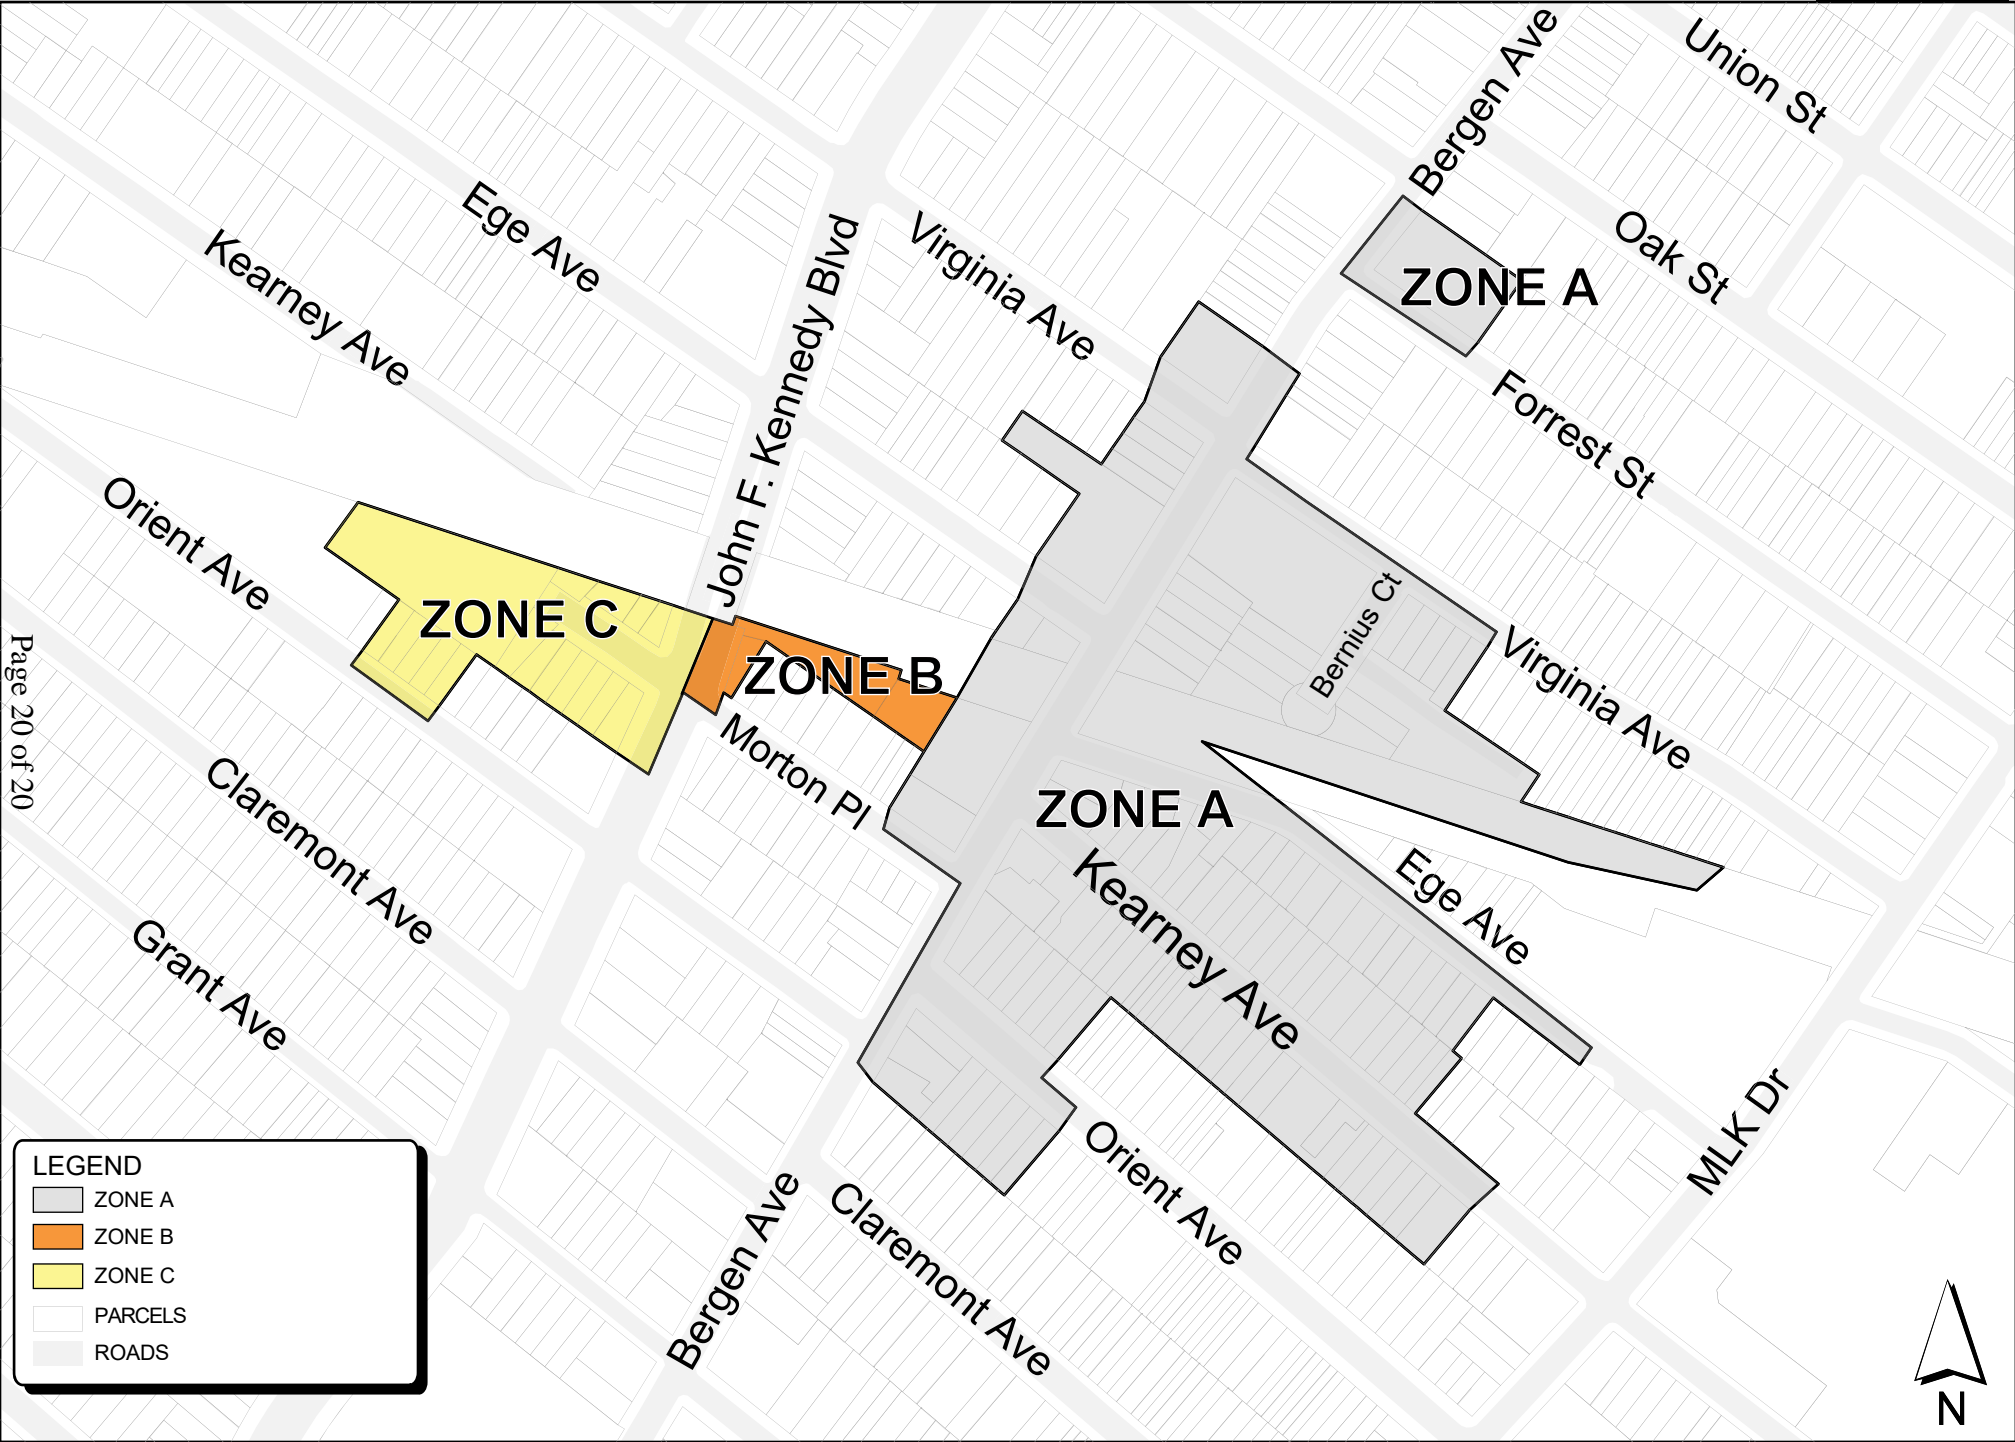 Union St
Bergen Ave
Ege Ave
Virginia Ave
Oak St
Kearney Ave
ZONE A
John F. Kennedy Blvd
Forrest St
Orient Ave
ZONE C
Bernius Ct
ZONE B
Virginia Ave
Page 20 of 20
Morton Pl
ZONE A
Claremont Ave
Kearney Ave
Ege Ave
Grant Ave
MLK Dr
Orient Ave
Bergen Ave
Claremont Ave
LEGEND
ZONE A
ZONE B
ZONE C
PARCELS
ROADS
N